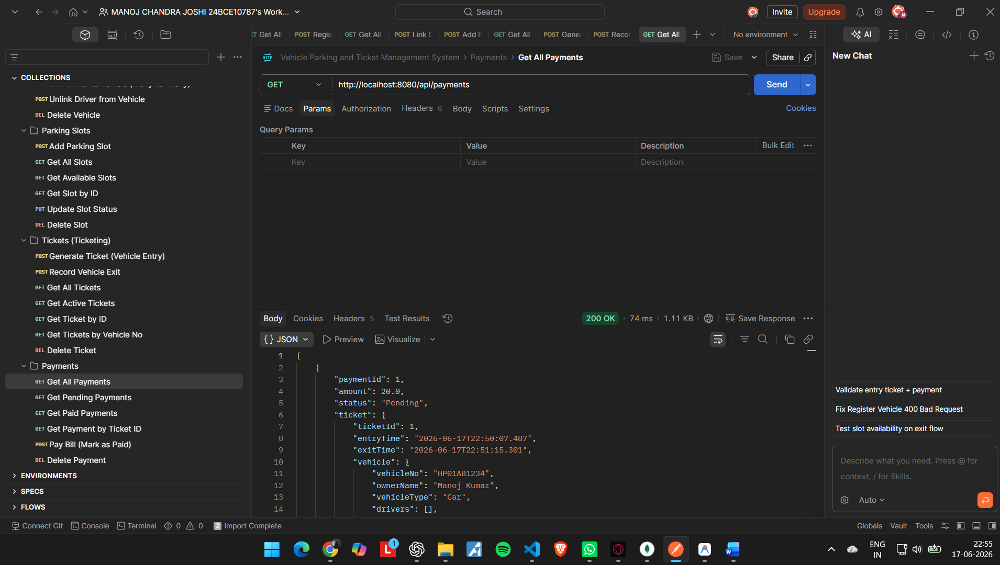 MANOJ CHANDRA JOSHI 24BCE10787's Work...
Search
Invite
Upgrade
GET All
POST Regis
GET Get All
POST Link D
POST Add P
GET Get All
POST Gener
POST Recor
GET Get All
No environment
AI
Vehicle Parking and Ticket Management System > Payments > Get All Payments
Save
Share
New Chat
COLLECTIONS
GET
http://localhost:8080/api/payments
Send
Link Driver to Vehicle (Many-to-Many)
POST Unlink Driver from Vehicle
DEL Delete Vehicle
Parking Slots
POST Add Parking Slot
GET Get All Slots
GET Get Available Slots
GET Get Slot by ID
PUT Update Slot Status
DEL Delete Slot
Tickets (Ticketing)
POST Generate Ticket (Vehicle Entry)
POST Record Vehicle Exit
GET Get All Tickets
GET Get Active Tickets
GET Get Ticket by ID
GET Get Tickets by Vehicle No
DEL Delete Ticket
Payments
GET Get All Payments
GET Get Pending Payments
GET Get Paid Payments
GET Get Payment by Ticket ID
POST Pay Bill (Mark as Paid)
DEL Delete Payment
ENVIRONMENTS
SPECS
FLOWS
Docs
Params
Authorization
Headers 6
Body
Scripts
Settings
Cookies
Query Params
Key
Value
Description
Bulk Edit
Key
Value
Description
Body
Cookies
Headers 5
Test Results
200 OK
74 ms
1.11 KB
Save Response
{} JSON
Preview
Visualize
1 [
2 {
3 "paymentId": 1,
4 "amount": 20.0,
5 "status": "Pending",
6 "ticket": {
7 "ticketId": 1,
8 "entryTime": "2026-06-17T22:50:07.487",
9 "exitTime": "2026-06-17T22:51:15.301",
10 "vehicle": {
11 "vehicleNo": "HP01AB1234",
12 "ownerName": "Manoj Kumar",
13 "vehicleType": "Car",
14 "drivers": [],
Validate entry ticket + payment
Fix Register Vehicle 400 Bad Request
Test slot availability on exit flow
Describe what you need. Press @ for
context, / for Skills.
Auto
Connect Git
Console
Terminal
0
0
2 Import Complete
Globals
Vault
Tools
1
ENG
IN
22:55
17-06-2026